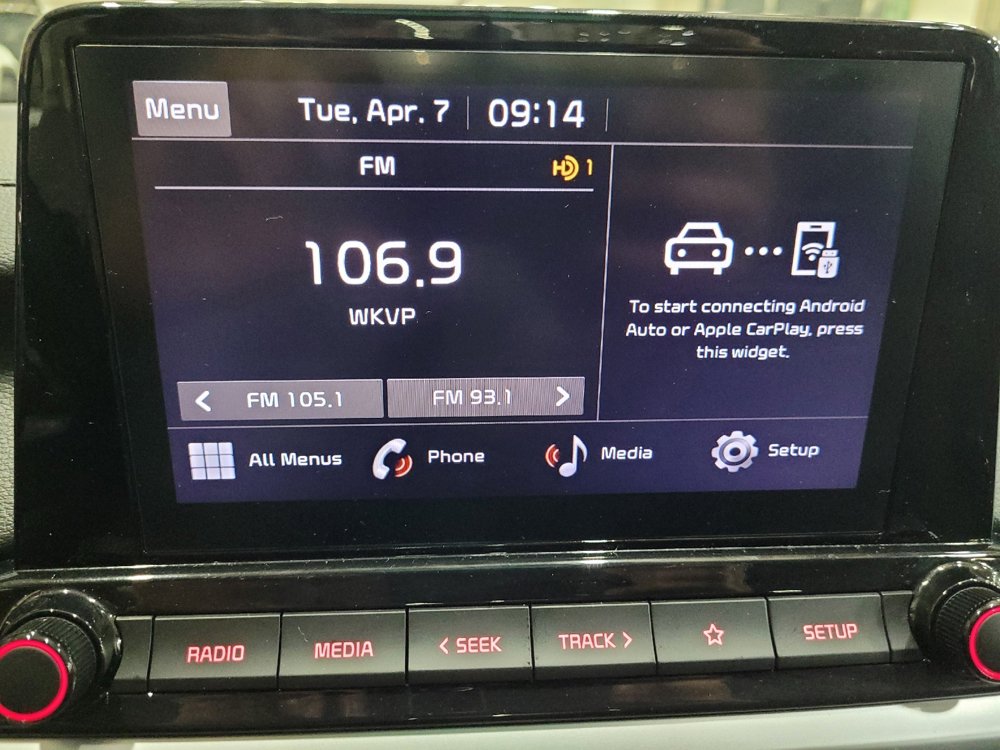 Menu
Tue, Apr. 7
09:14
FM
HD 1
106.9
WKVP
< FM 105.1
FM 93.1 >
To start connecting Android
Auto or Apple CarPlay, press
this widget.
All Menus
Phone
Media
Setup
RADIO
MEDIA
< SEEK
TRACK >
SETUP